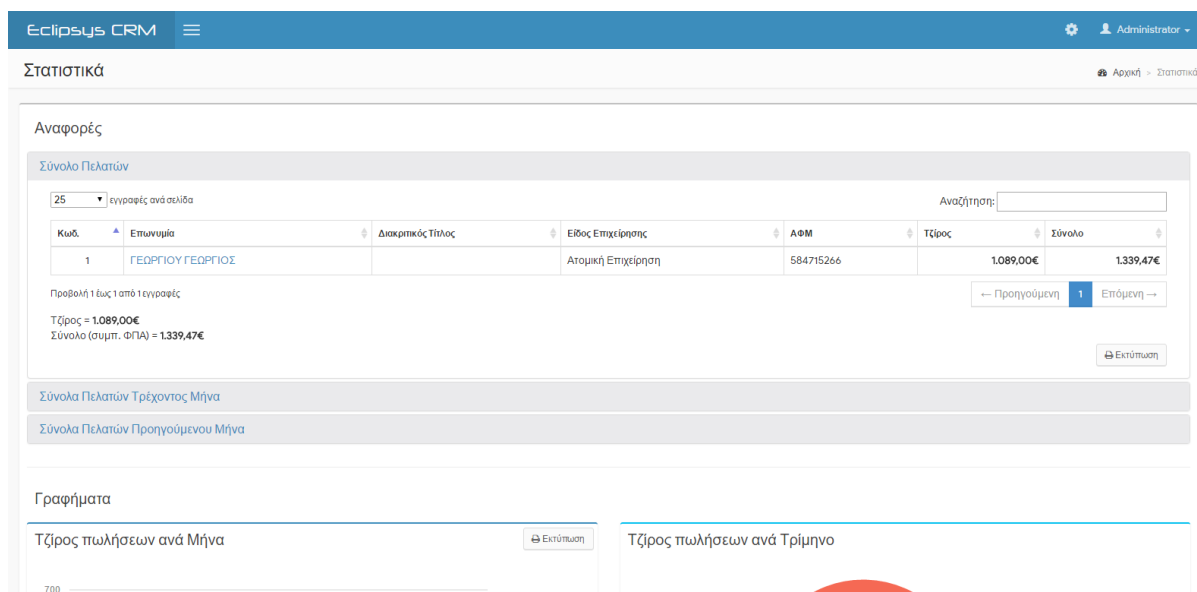 Eclipsys CRM
Administrator
Στατιστικά
Αρχική > Στατιστικά
Αναφορές
Σύνολο Πελατών
25 εγγραφές ανά σελίδα
Αναζήτηση:
Κωδ. Επωνυμία Διακριτικός Τίτλος Είδος Επιχείρησης ΑΦΜ Τζίρος Σύνολο
1 ΓΕΩΡΓΙΟΥ ΓΕΩΡΓΙΟΣ Ατομική Επιχείρηση 584715266 1.089,00€ 1.339,47€
Προβολή 1 έως 1 από 1 εγγραφές
← Προηγούμενη 1 Επόμενη →
Τζίρος = 1.089,00€
Σύνολο (συμπ. ΦΠΑ) = 1.339,47€
Εκτύπωση
Σύνολα Πελατών Τρέχοντος Μήνα
Σύνολα Πελατών Προηγούμενου Μήνα
Γραφήματα
Τζίρος πωλήσεων ανά Μήνα
Εκτύπωση
Τζίρος πωλήσεων ανά Τρίμηνο
700